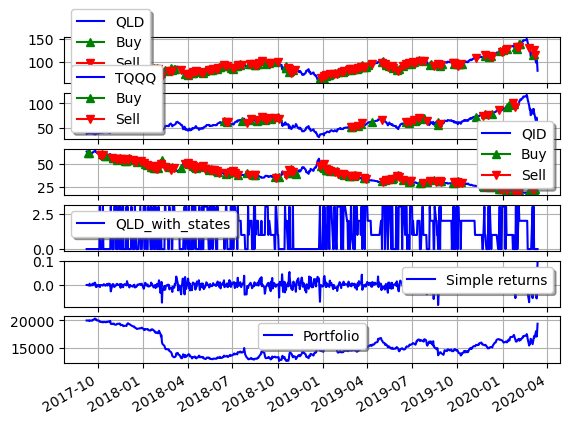 QLD
Buy
Sell
150
100
TQQQ
Buy
Sell
100
50
QID
Buy
Sell
50
25
QLD_with_states
2.5
0.0
Simple returns
0.1
0.0
Portfolio
20000
15000
2017-10
2018-01
2018-04
2018-07
2018-10
2019-01
2019-04
2019-07
2019-10
2020-01
2020-04